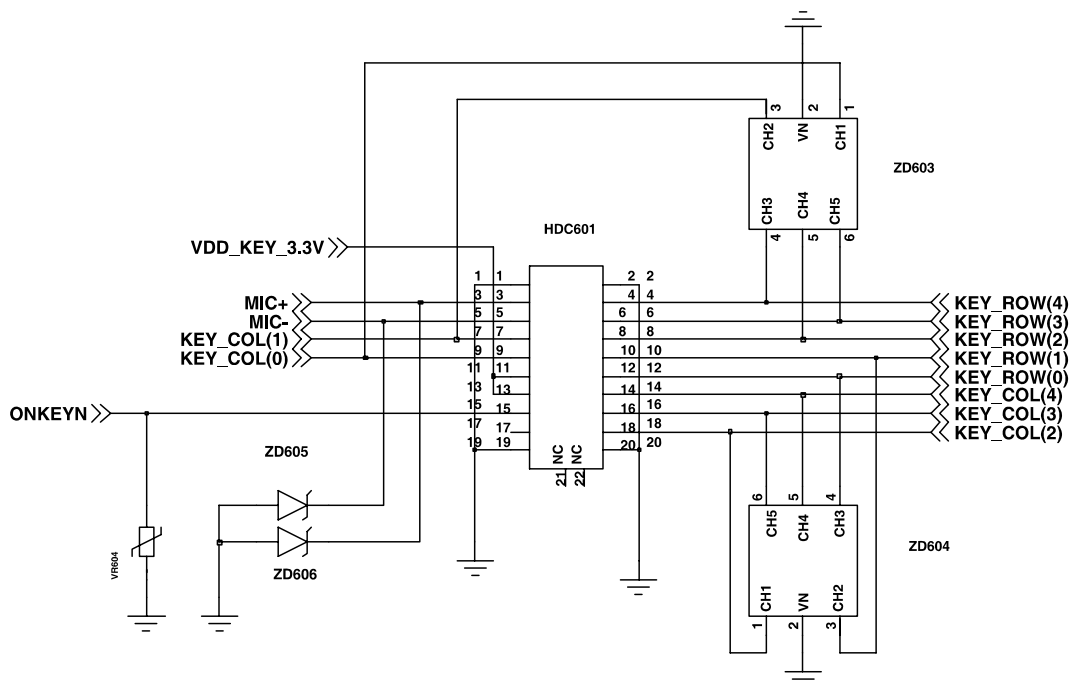 3 2 1
CH2 VN CH1
ZD603
CH3 CH4 CH5
4 5 6
HDC601
VDD_KEY_3.3V
1 1 2 2
MIC+ 3 3 4 4 KEY_ROW(4)
MIC- 5 5 6 6 KEY_ROW(3)
KEY_COL(1) 7 7 8 8 KEY_ROW(2)
KEY_COL(0) 9 9 10 10 KEY_ROW(1)
11 11 12 12 KEY_ROW(0)
13 13 14 14 KEY_COL(4)
ONKEYN 15 15 16 16 KEY_COL(3)
17 17 18 18 KEY_COL(2)
19 19 20 20
NC NC
21 22
ZD605
ZD606
VR604
6 5 4
CH5 CH4 CH3
ZD604
CH1 VN CH2
1 2 3